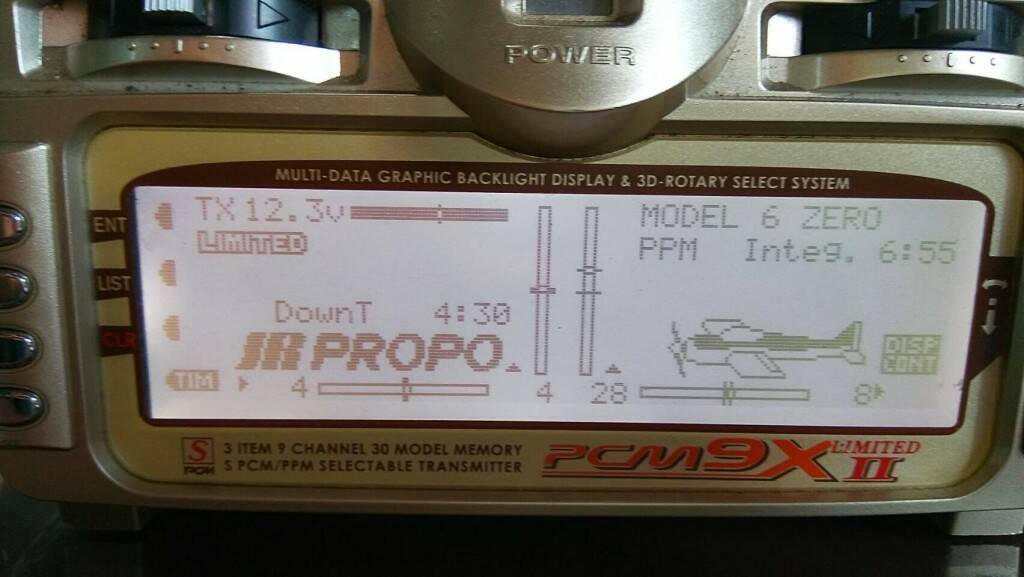 POWER
MULTI-DATA GRAPHIC BACKLIGHT DISPLAY & 3D-ROTARY SELECT SYSTEM
ENT
LIST
CLR
TX 12.3v
LIMITED
MODEL 6 ZERO
PPM Integ. 6:55
DownT 4:30
JR PROPO
DISP
CONT
TIM
4
4
28
8
S PCM
3 ITEM 9 CHANNEL 30 MODEL MEMORY
S PCM/PPM SELECTABLE TRANSMITTER
PCM9X II
LIMITED